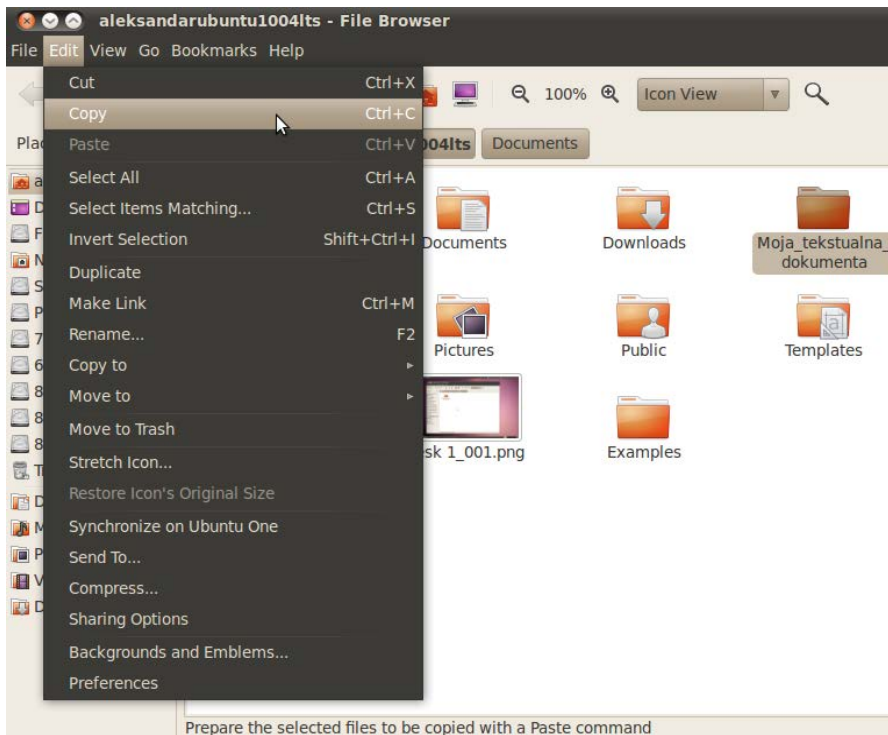 aleksandarubuntu1004lts - File Browser
File Edit View Go Bookmarks Help
100% Icon View
004lts Documents
Cut Ctrl+X
Copy Ctrl+C
Paste Ctrl+V
Select All Ctrl+A
Select Items Matching... Ctrl+S
Invert Selection Shift+Ctrl+I
Duplicate
Make Link Ctrl+M
Rename... F2
Copy to
Move to
Move to Trash
Stretch Icon...
Restore Icon's Original Size
Synchronize on Ubuntu One
Send To...
Compress...
Sharing Options
Backgrounds and Emblems...
Preferences
Documents
Downloads
Moja_tekstualna_
dokumenta
Pictures
Public
Templates
sk 1_001.png
Examples
Prepare the selected files to be copied with a Paste command